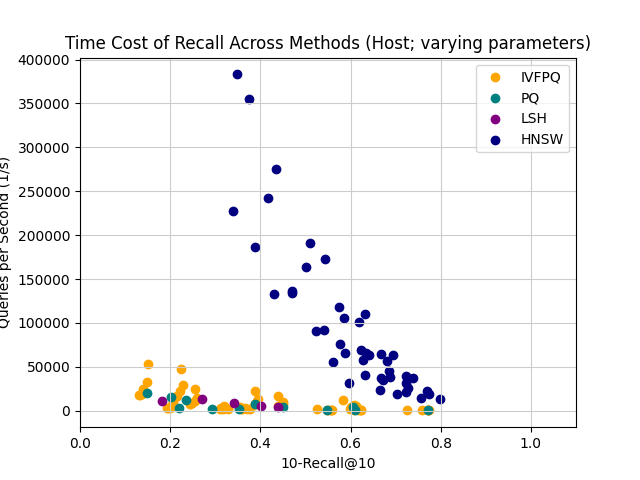 Time Cost of Recall Across Methods (Host; varying parameters)
400000
350000
300000
250000
200000
150000
100000
50000
0
Queries per Second (1/s)
IVFPQ
PQ
LSH
HNSW
0.0 0.2 0.4 0.6 0.8 1.0
10-Recall@10